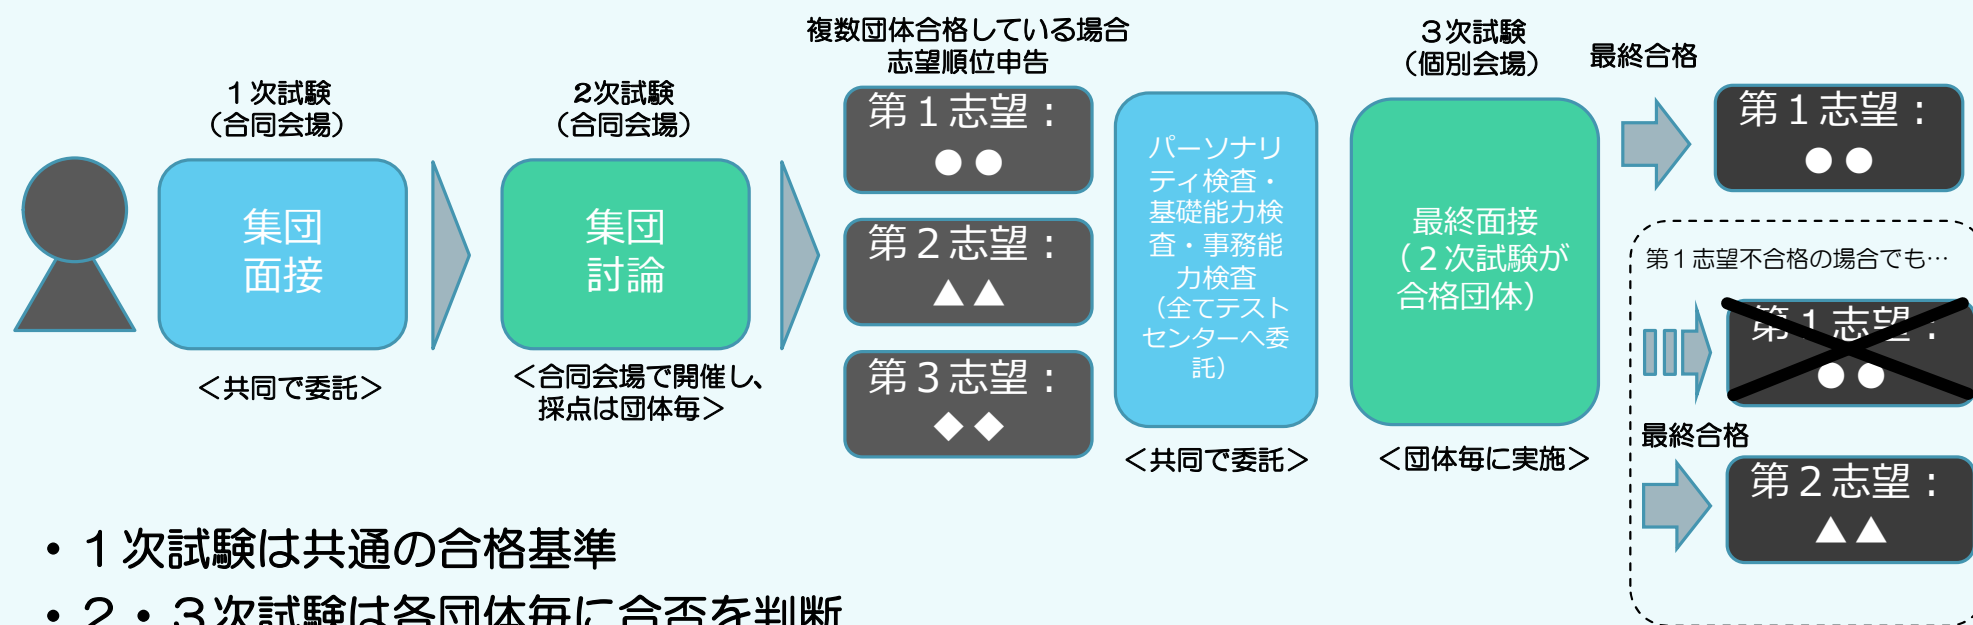 1次試験
(合同会場)
集団
面接
<共同で委託>
2次試験
(合同会場)
集団
討論
<合同会場で開催し、
採点は団体毎>
複数団体合格している場合
志望順位申告
第1志望:
●●
第2志望:
▲▲
第3志望:
◆◆
パーソナリ
ティ検査・
基礎能力検
査・事務能
力検査
(全てテスト
センターへ委
託)
<共同で委託>
3次試験
(個別会場)
最終面接
(2次試験が
合格団体)
<団体毎に実施>
最終合格
第1志望:
●●
第1志望不合格の場合でも…
第1志望:
●●
最終合格
第2志望:
▲▲
・1次試験は共通の合格基準
・2・3次試験は各団体毎に合否を判断